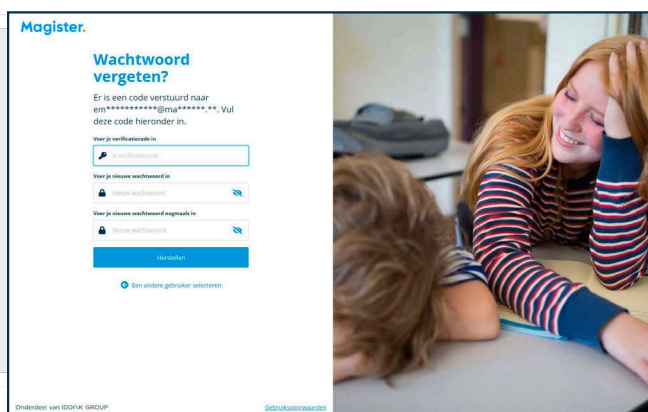 Magister.
Wachtwoord
vergeten?
Er is een code verstuurd naar
em***********@ma******.**. Vul
deze code hieronder in.
Voer je verificatiecode in
Je verificatiecode
Voer je nieuwe wachtwoord in
Nieuw wachtwoord
Voer je nieuwe wachtwoord nogmaals in
Nieuw wachtwoord
Herstellen
Een andere gebruiker selecteren
Onderdeel van IDDINK GROUP
Gebruiksvoorwaarden